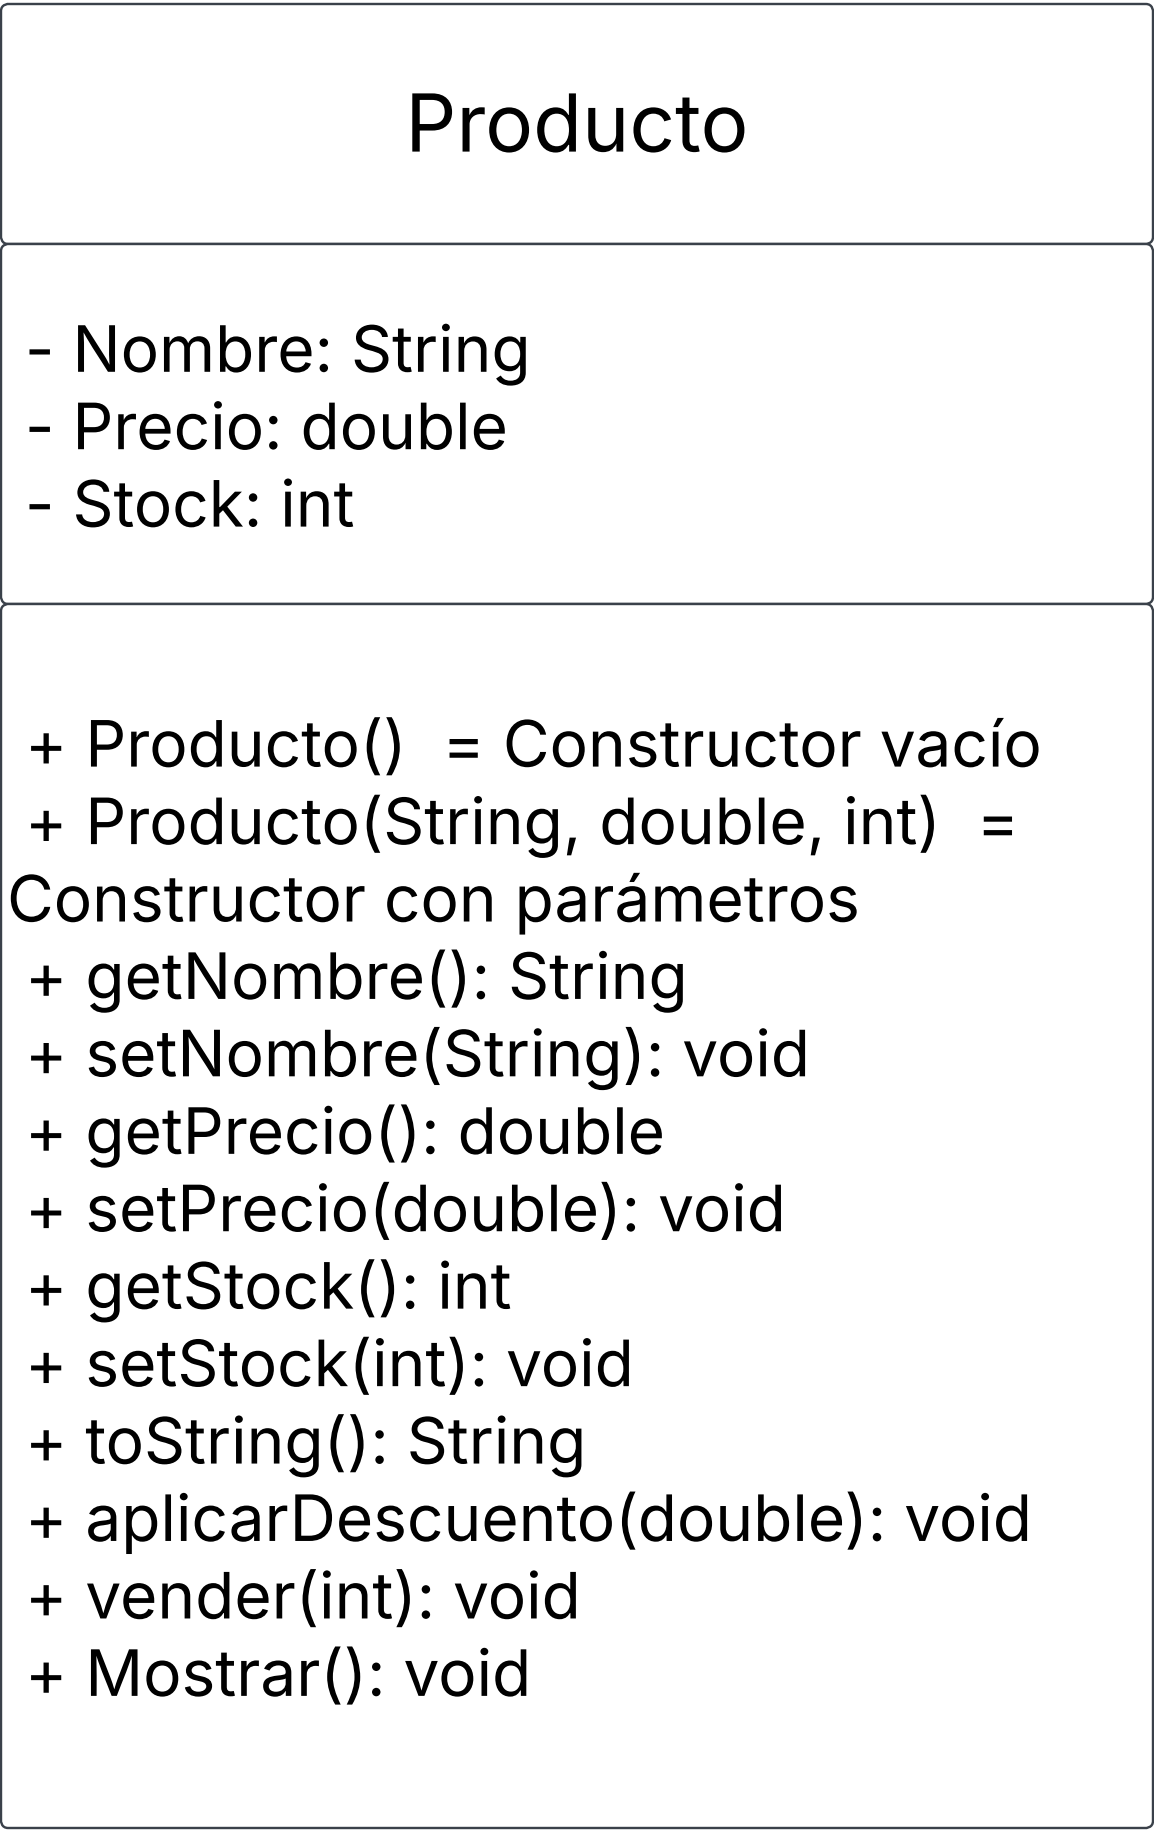 Producto
- Nombre: String
- Precio: double
- Stock: int
+ Producto()  = Constructor vacío
+ Producto(String, double, int)  =
Constructor con parámetros
+ getNombre(): String
+ setNombre(String): void
+ getPrecio(): double
+ setPrecio(double): void
+ getStock(): int
+ setStock(int): void
+ toString(): String
+ aplicarDescuento(double): void
+ vender(int): void
+ Mostrar(): void